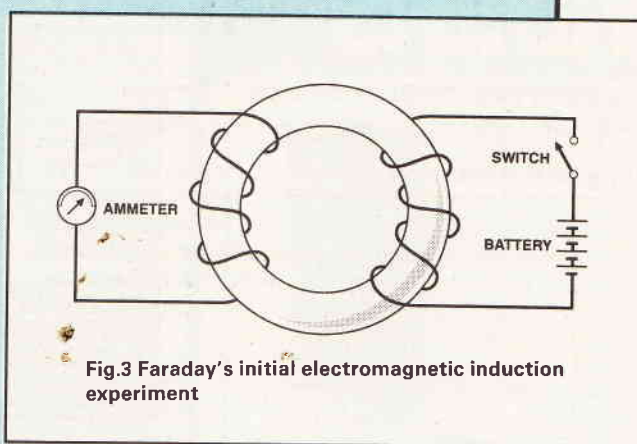 SWITCH
AMMETER
BATTERY
Fig.3 Faraday's initial electromagnetic induction
experiment